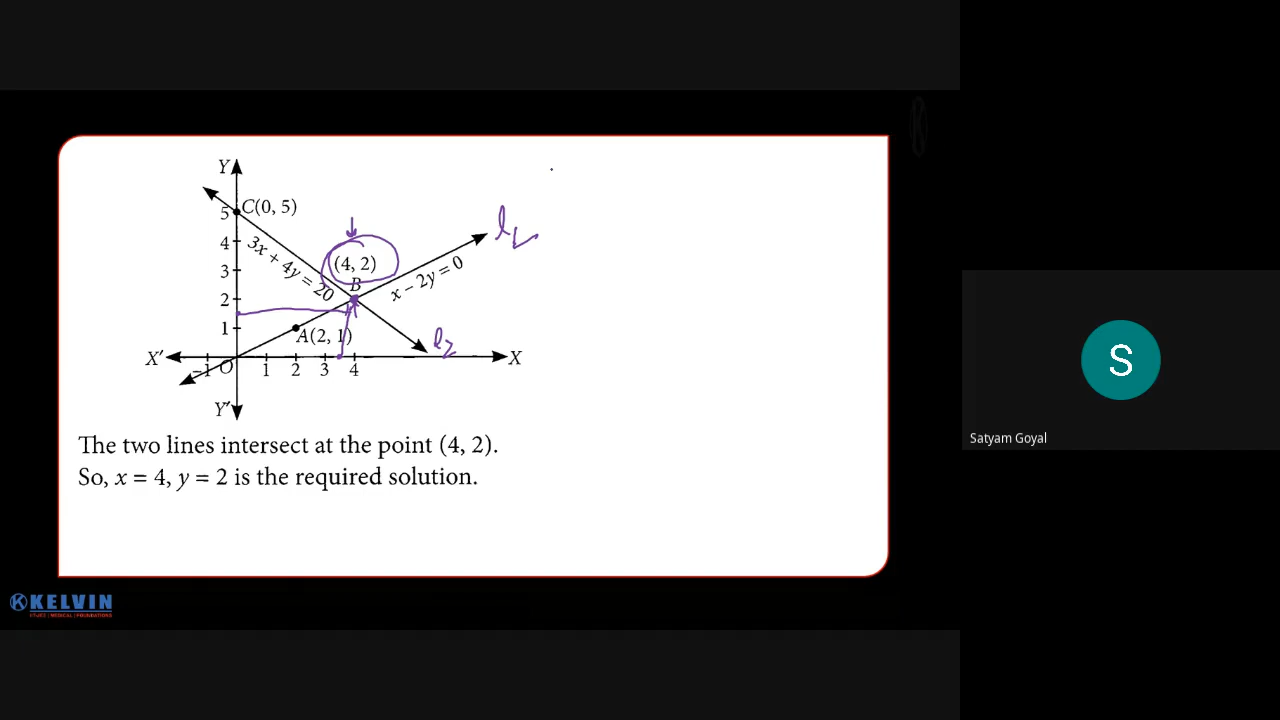 Y
C(0, 5)
5
4
3
2
1
3x + 4y = 20
(4, 2)
B
x − 2y = 0
A(2, 1)
l2
X′
−1
O
1 2 3 4
X
Y′
The two lines intersect at the point (4, 2).
So, x = 4, y = 2 is the required solution.
KELVIN
Satyam Goyal
S